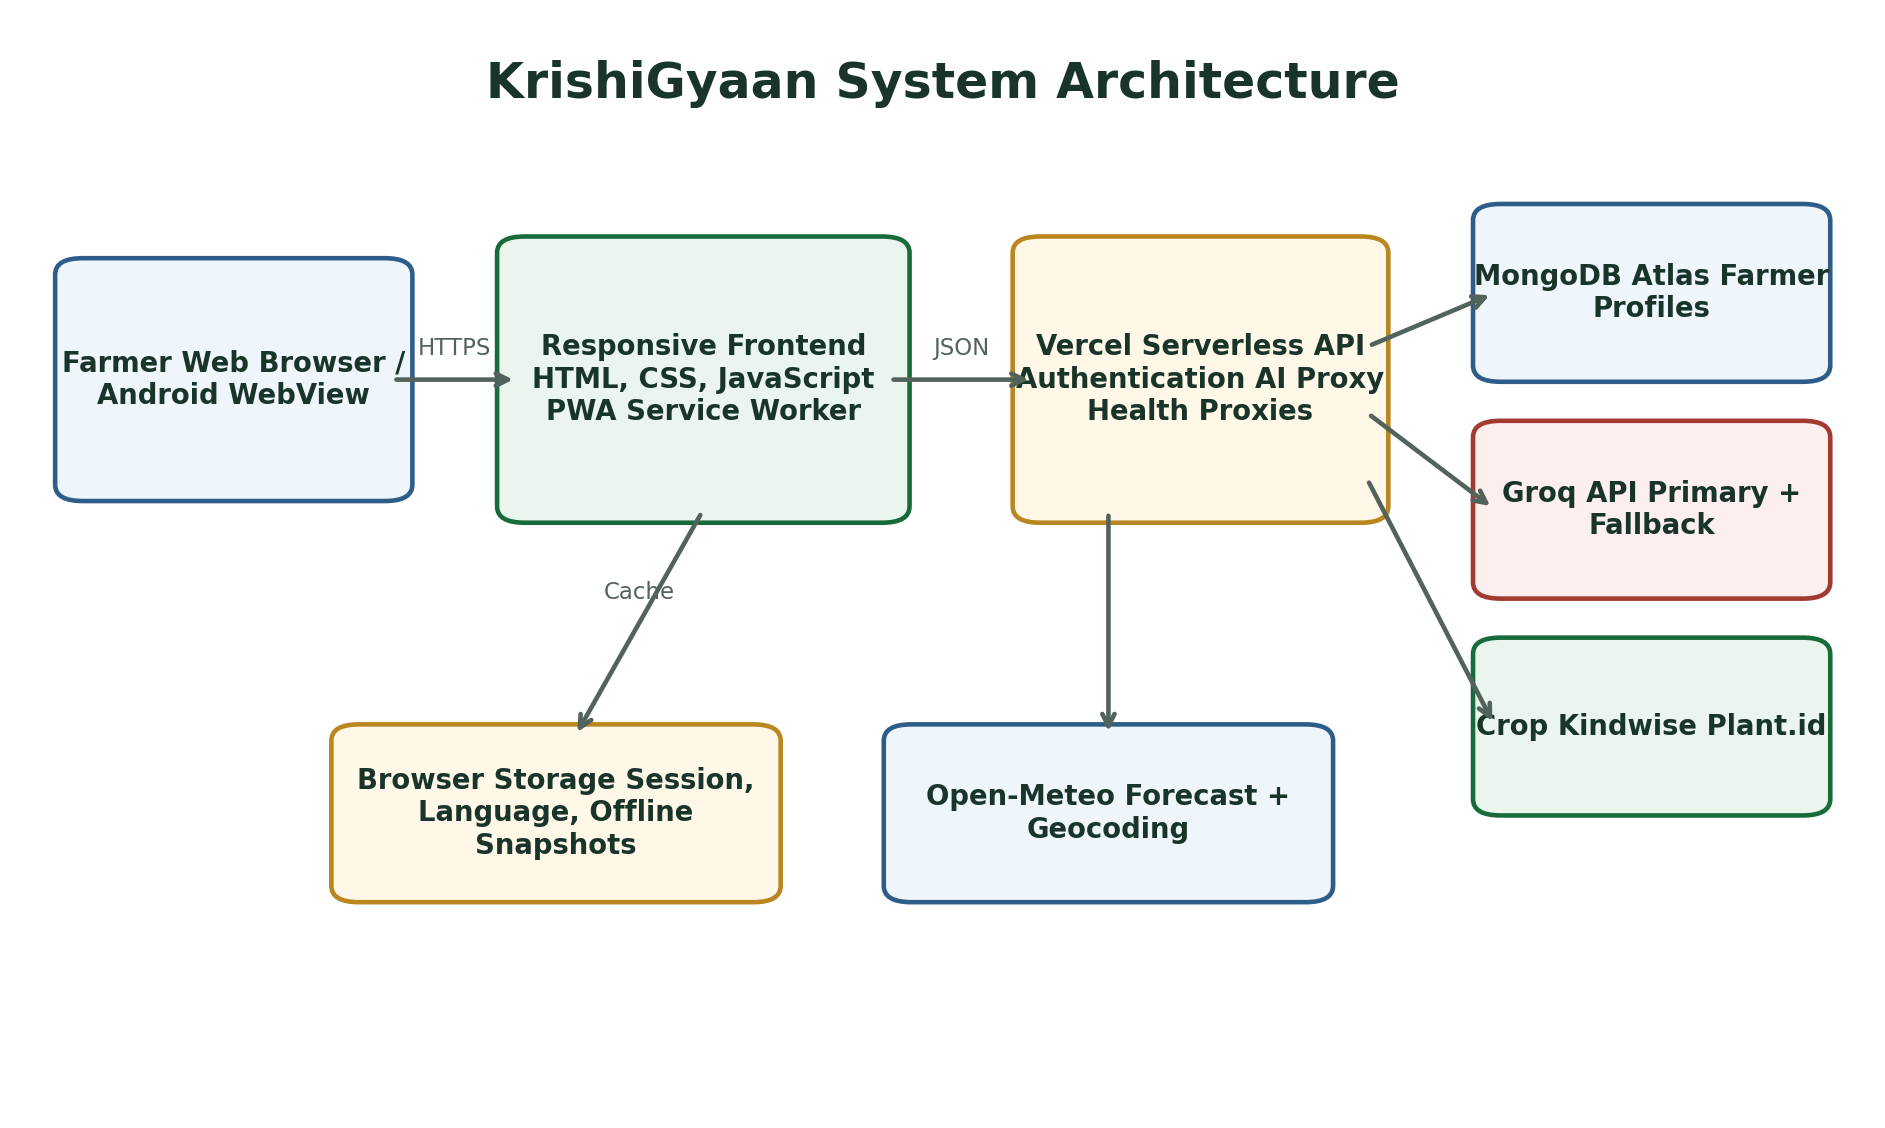 KrishiGyaan System Architecture
Farmer Web Browser /
Android WebView
HTTPS
Responsive Frontend
HTML, CSS, JavaScript
PWA Service Worker
JSON
Vercel Serverless API
Authentication AI Proxy
Health Proxies
MongoDB Atlas Farmer
Profiles
Groq API Primary +
Fallback
Crop Kindwise Plant.id
Cache
Browser Storage Session,
Language, Offline
Snapshots
Open-Meteo Forecast +
Geocoding